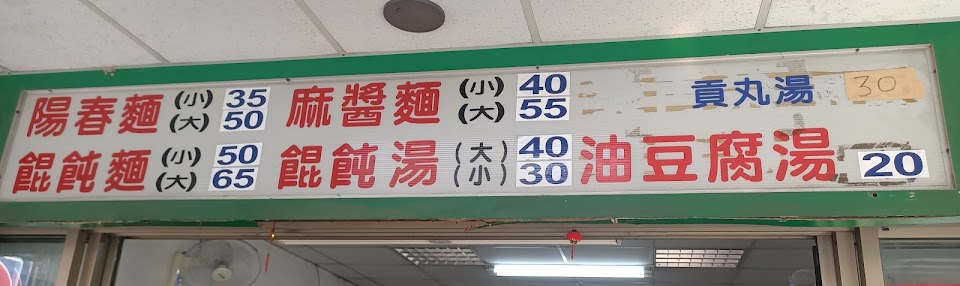 陽春麵 (小) 35 (大) 50
麻醬麵 (小) 40 (大) 55
貢丸湯 30
餛飩麵 (小) 50 (大) 65
餛飩湯 (大) 40 (小) 30
油豆腐湯 20